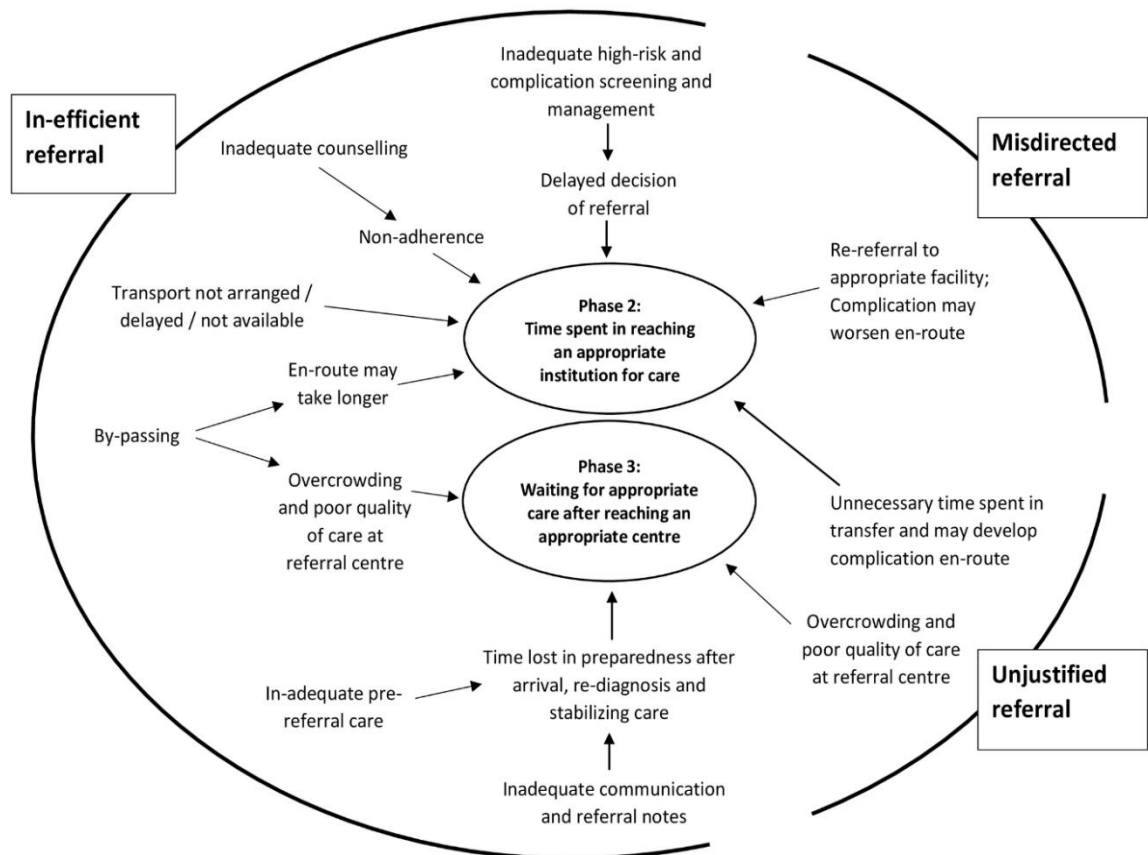 In-efficient
referral
Inadequate high-risk and
complication screening and
management
Misdirected
referral
Inadequate counselling
Delayed decision
of referral
Non-adherence
Re-referral to
appropriate facility;
Complication may
worsen en-route
Transport not arranged /
delayed / not available
Phase 2:
Time spent in reaching
an appropriate
institution for care
En-route may
take longer
By-passing
Phase 3:
Waiting for appropriate
care after reaching an
appropriate centre
Overcrowding
and poor quality
of care at
referral centre
Unnecessary time spent in
transfer and may develop
complication en-route
Overcrowding and
poor quality of care
at referral centre
Time lost in preparedness after
arrival, re-diagnosis and
stabilizing care
In-adequate pre-
referral care
Unjustified
referral
Inadequate communication
and referral notes